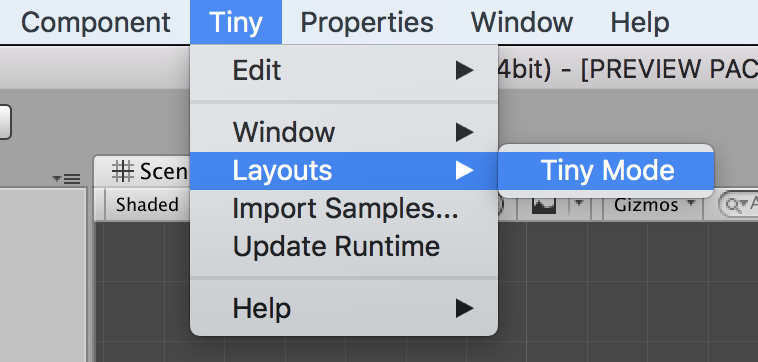 Component Tiny Properties Window Help
Edit
4bit) - [PREVIEW PAC
Window
Layouts
Tiny Mode
Scen
Shaded
Import Samples...
Gizmos
Update Runtime
Help